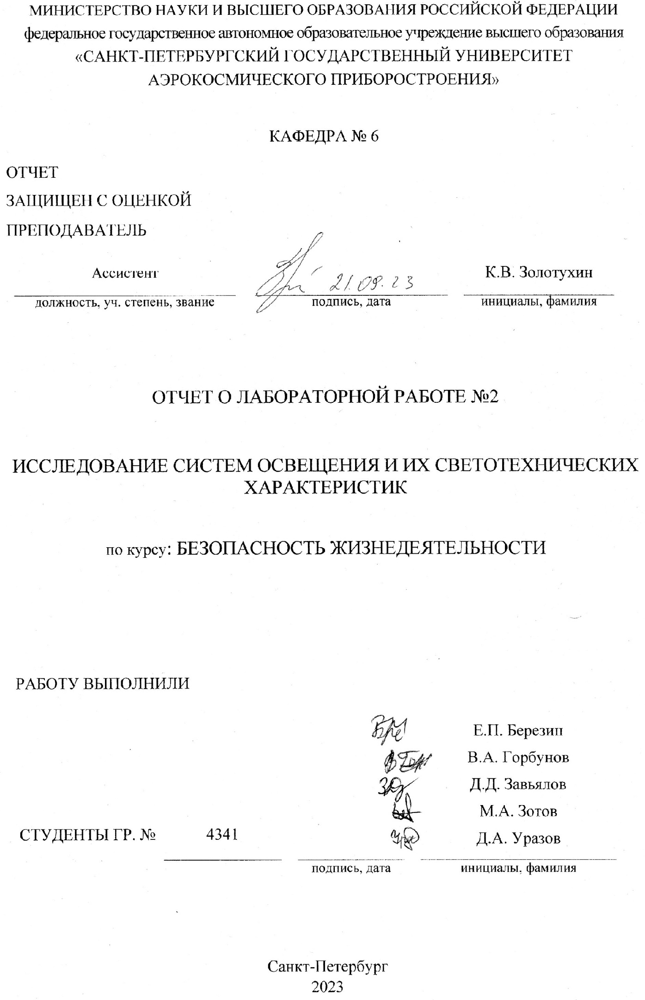 МИНИСТЕРСТВО НАУКИ И ВЫСШЕГО ОБРАЗОВАНИЯ РОССИЙСКОЙ ФЕДЕРАЦИИ
федеральное государственное автономное образовательное учреждение высшего образования
«САНКТ-ПЕТЕРБУРГСКИЙ ГОСУДАРСТВЕННЫЙ УНИВЕРСИТЕТ
АЭРОКОСМИЧЕСКОГО ПРИБОРОСТРОЕНИЯ»
КАФЕДРА № 6
ОТЧЕТ
ЗАЩИЩЕН С ОЦЕНКОЙ
ПРЕПОДАВАТЕЛЬ
Ассистент 21.09.23 К.В. Золотухин
должность, уч. степень, звание подпись, дата инициалы, фамилия
ОТЧЕТ О ЛАБОРАТОРНОЙ РАБОТЕ №2
ИССЛЕДОВАНИЕ СИСТЕМ ОСВЕЩЕНИЯ И ИХ СВЕТОТЕХНИЧЕСКИХ
ХАРАКТЕРИСТИК
по курсу: БЕЗОПАСНОСТЬ ЖИЗНЕДЕЯТЕЛЬНОСТИ
РАБОТУ ВЫПОЛНИЛИ
Е.П. Березин
В.А. Горбунов
Д.Д. Завьялов
М.А. Зотов
СТУДЕНТЫ ГР. № 4341 Д.А. Уразов
подпись, дата инициалы, фамилия
Санкт-Петербург
2023